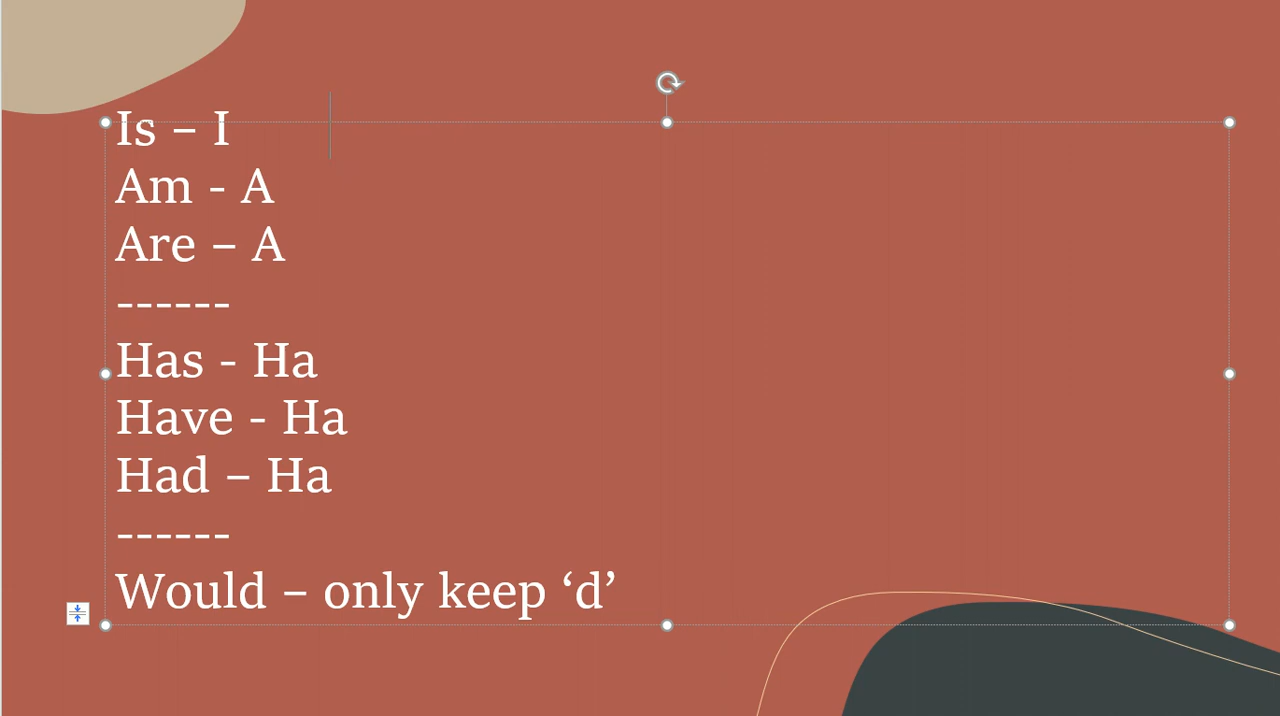 Is – I
Am - A
Are – A
------
Has - Ha
Have - Ha
Had – Ha
------
Would – only keep ‘d’